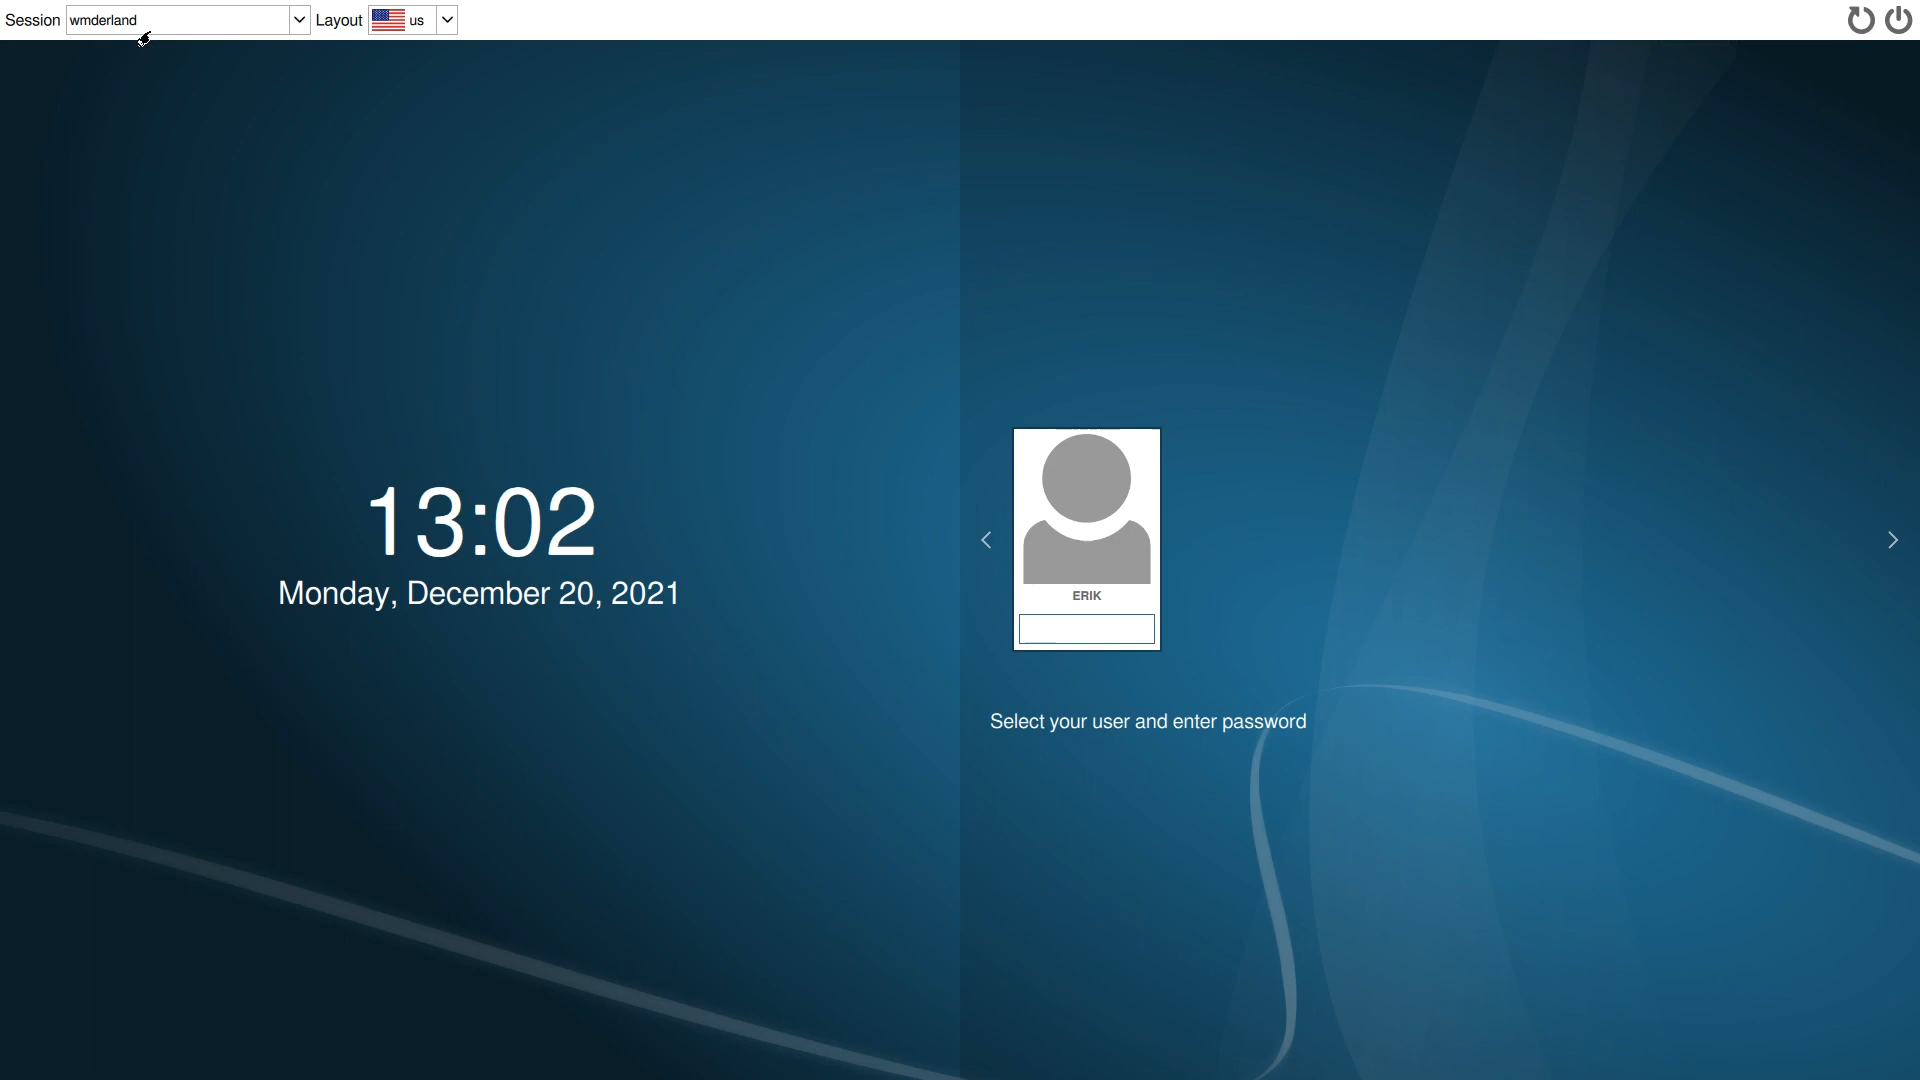 Session wmderland Layout us
13:02
Monday, December 20, 2021
ERIK
Select your user and enter password